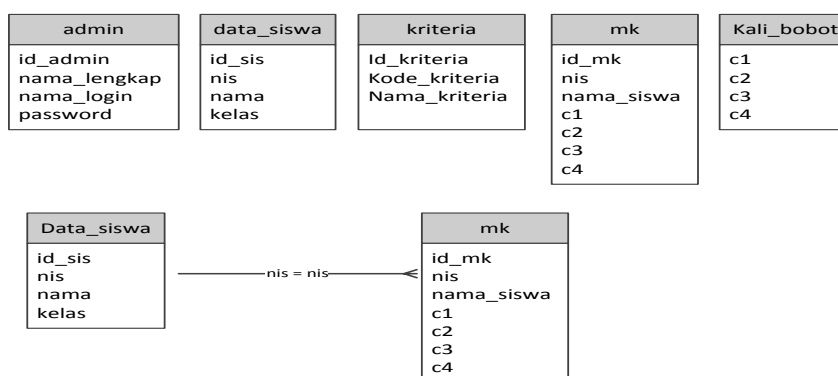 admin
id_admin
nama_lengkap
nama_login
password
data_siswa
id_sis
nis
nama
kelas
kriteria
Id_kriteria
Kode_kriteria
Nama_kriteria
mk
id_mk
nis
nama_siswa
c1
c2
c3
c4
Kali_bobot
c1
c2
c3
c4
Data_siswa
id_sis
nis
nama
kelas
nis = nis
mk
id_mk
nis
nama_siswa
c1
c2
c3
c4